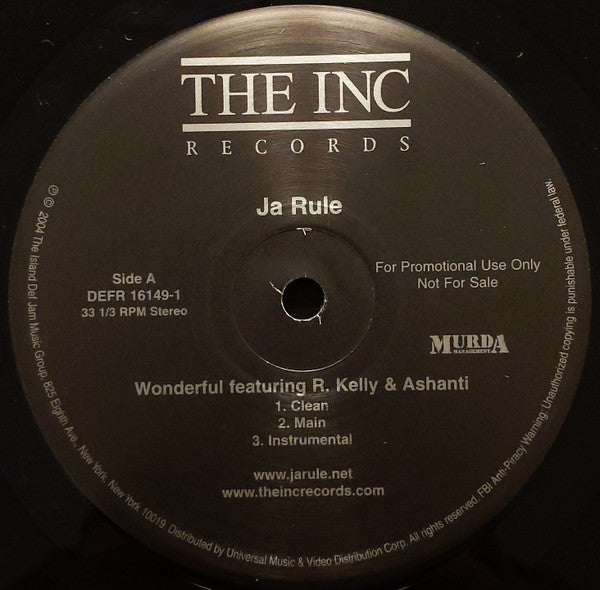 THE INC
RECORDS
Ja Rule
Side A
DEFR 16149-1
33 1/3 RPM Stereo
For Promotional Use Only
Not For Sale
MURDA
MANAGEMENT
Wonderful featuring R. Kelly & Ashanti
1. Clean
2. Main
3. Instrumental
www.jarule.net
www.theincrecords.com
℗ © 2004 The Island Def Jam Music Group. 825 Eighth Ave., New York, New York 10019. Distributed by Universal Music & Video Distribution Corp. All rights reserved. FBI Anti-Piracy Warning: Unauthorized copying is punishable under federal law.